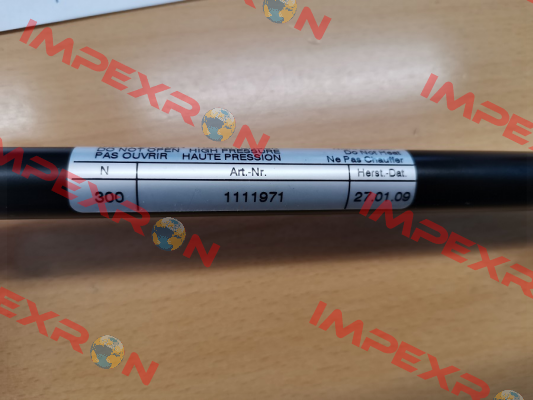 IMPEXRON
DO NOT OPEN HIGH PRESSURE Do Not Heat
PAS OUVRIR HAUTE PRESSION Ne Pas Chauffer
N Art.-Nr. Herst.-Dat.
300 1111971 27.01.09
IMPEXRON
IMPEXRON
IMPEXRON
IMPEXRON
IMPEXRON